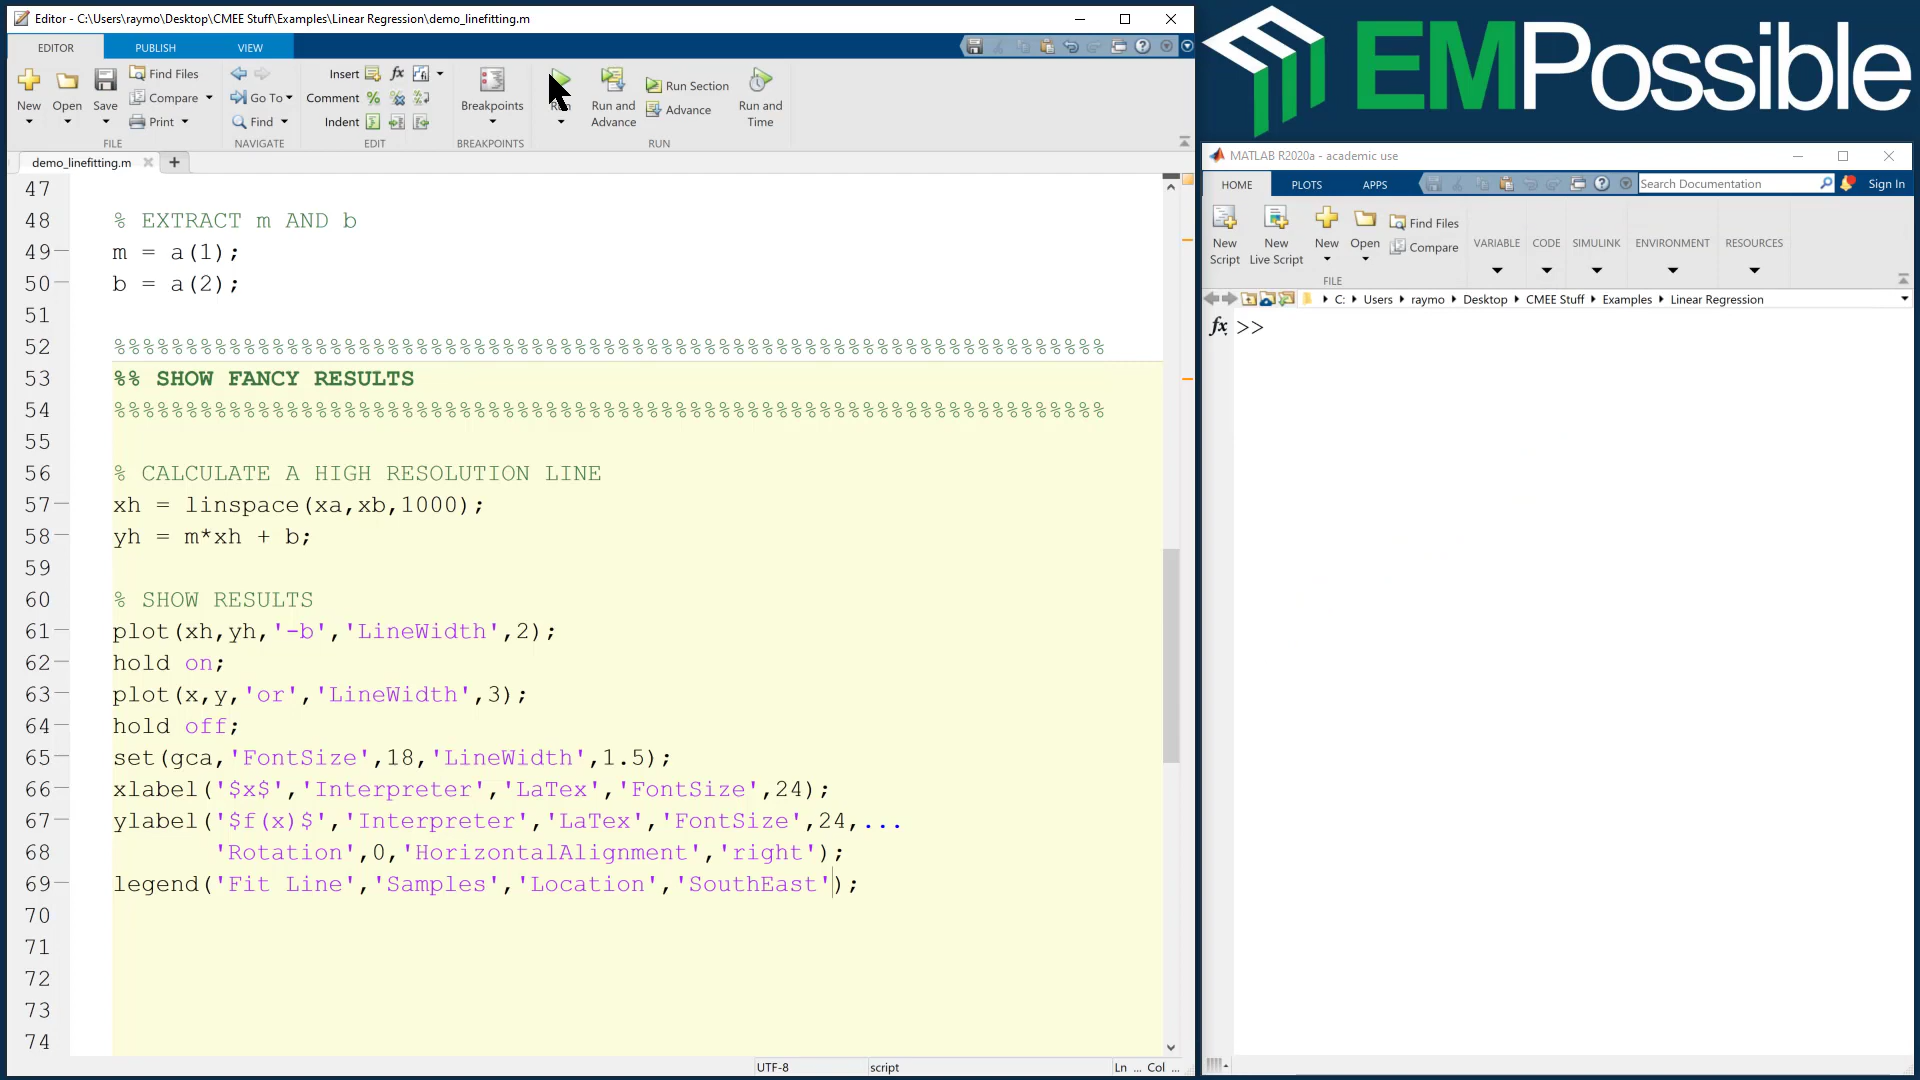 Editor - C:\Users\raymo\Desktop\CMEE Stuff\Examples\Linear Regression\demo_linefitting.m
EDITOR PUBLISH VIEW
New Open Save Find Files Compare Print
Go To Find
Insert Comment Indent
Breakpoints
Run Run and Advance Run Section Advance Run and Time
FILE NAVIGATE EDIT BREAKPOINTS RUN
demo_linefitting.m
47
48 % EXTRACT m AND b
49 m = a(1);
50 b = a(2);
51
52 %%%%%%%%%%%%%%%%%%%%%%%%%%%%%%%%%%%%%%%%%%%%%%%%%%%%%%%%%%%%%%%%%%%%%
53 %% SHOW FANCY RESULTS
54 %%%%%%%%%%%%%%%%%%%%%%%%%%%%%%%%%%%%%%%%%%%%%%%%%%%%%%%%%%%%%%%%%%%%%
55
56 % CALCULATE A HIGH RESOLUTION LINE
57 xh = linspace(xa,xb,1000);
58 yh = m*xh + b;
59
60 % SHOW RESULTS
61 plot(xh,yh,'-b','LineWidth',2);
62 hold on;
63 plot(x,y,'or','LineWidth',3);
64 hold off;
65 set(gca,'FontSize',18,'LineWidth',1.5);
66 xlabel('$x$','Interpreter','LaTex','FontSize',24);
67 ylabel('$f(x)$','Interpreter','LaTex','FontSize',24,...
68 'Rotation',0,'HorizontalAlignment','right');
69 legend('Fit Line','Samples','Location','SouthEast');
70
71
72
73
74
UTF-8 script Ln ... Col ...
EMPossible
MATLAB R2020a - academic use
HOME PLOTS APPS Search Documentation Sign In
New Script New Live Script New Open Find Files Compare
VARIABLE CODE SIMULINK ENVIRONMENT RESOURCES
FILE
C: Users raymo Desktop CMEE Stuff Examples Linear Regression
fx >>